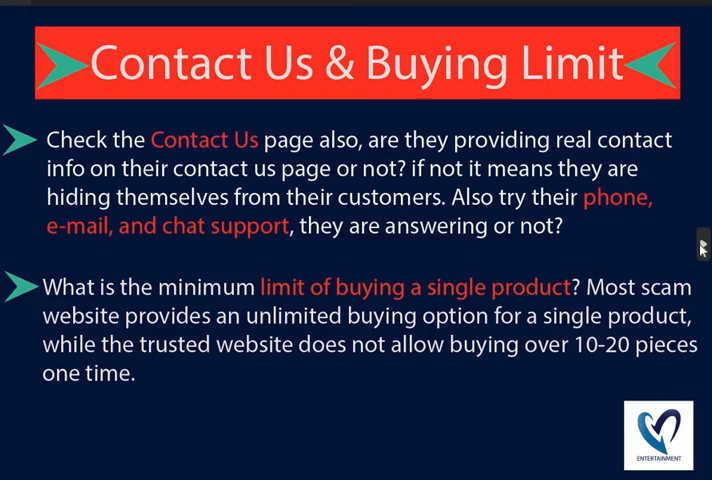 Contact Us & Buying Limit
Check the Contact Us page also, are they providing real contact
info on their contact us page or not? if not it means they are
hiding themselves from their customers. Also try their phone,
e-mail, and chat support, they are answering or not?
What is the minimum limit of buying a single product? Most scam
website provides an unlimited buying option for a single product,
while the trusted website does not allow buying over 10-20 pieces
one time.
ENTERTAINMENT